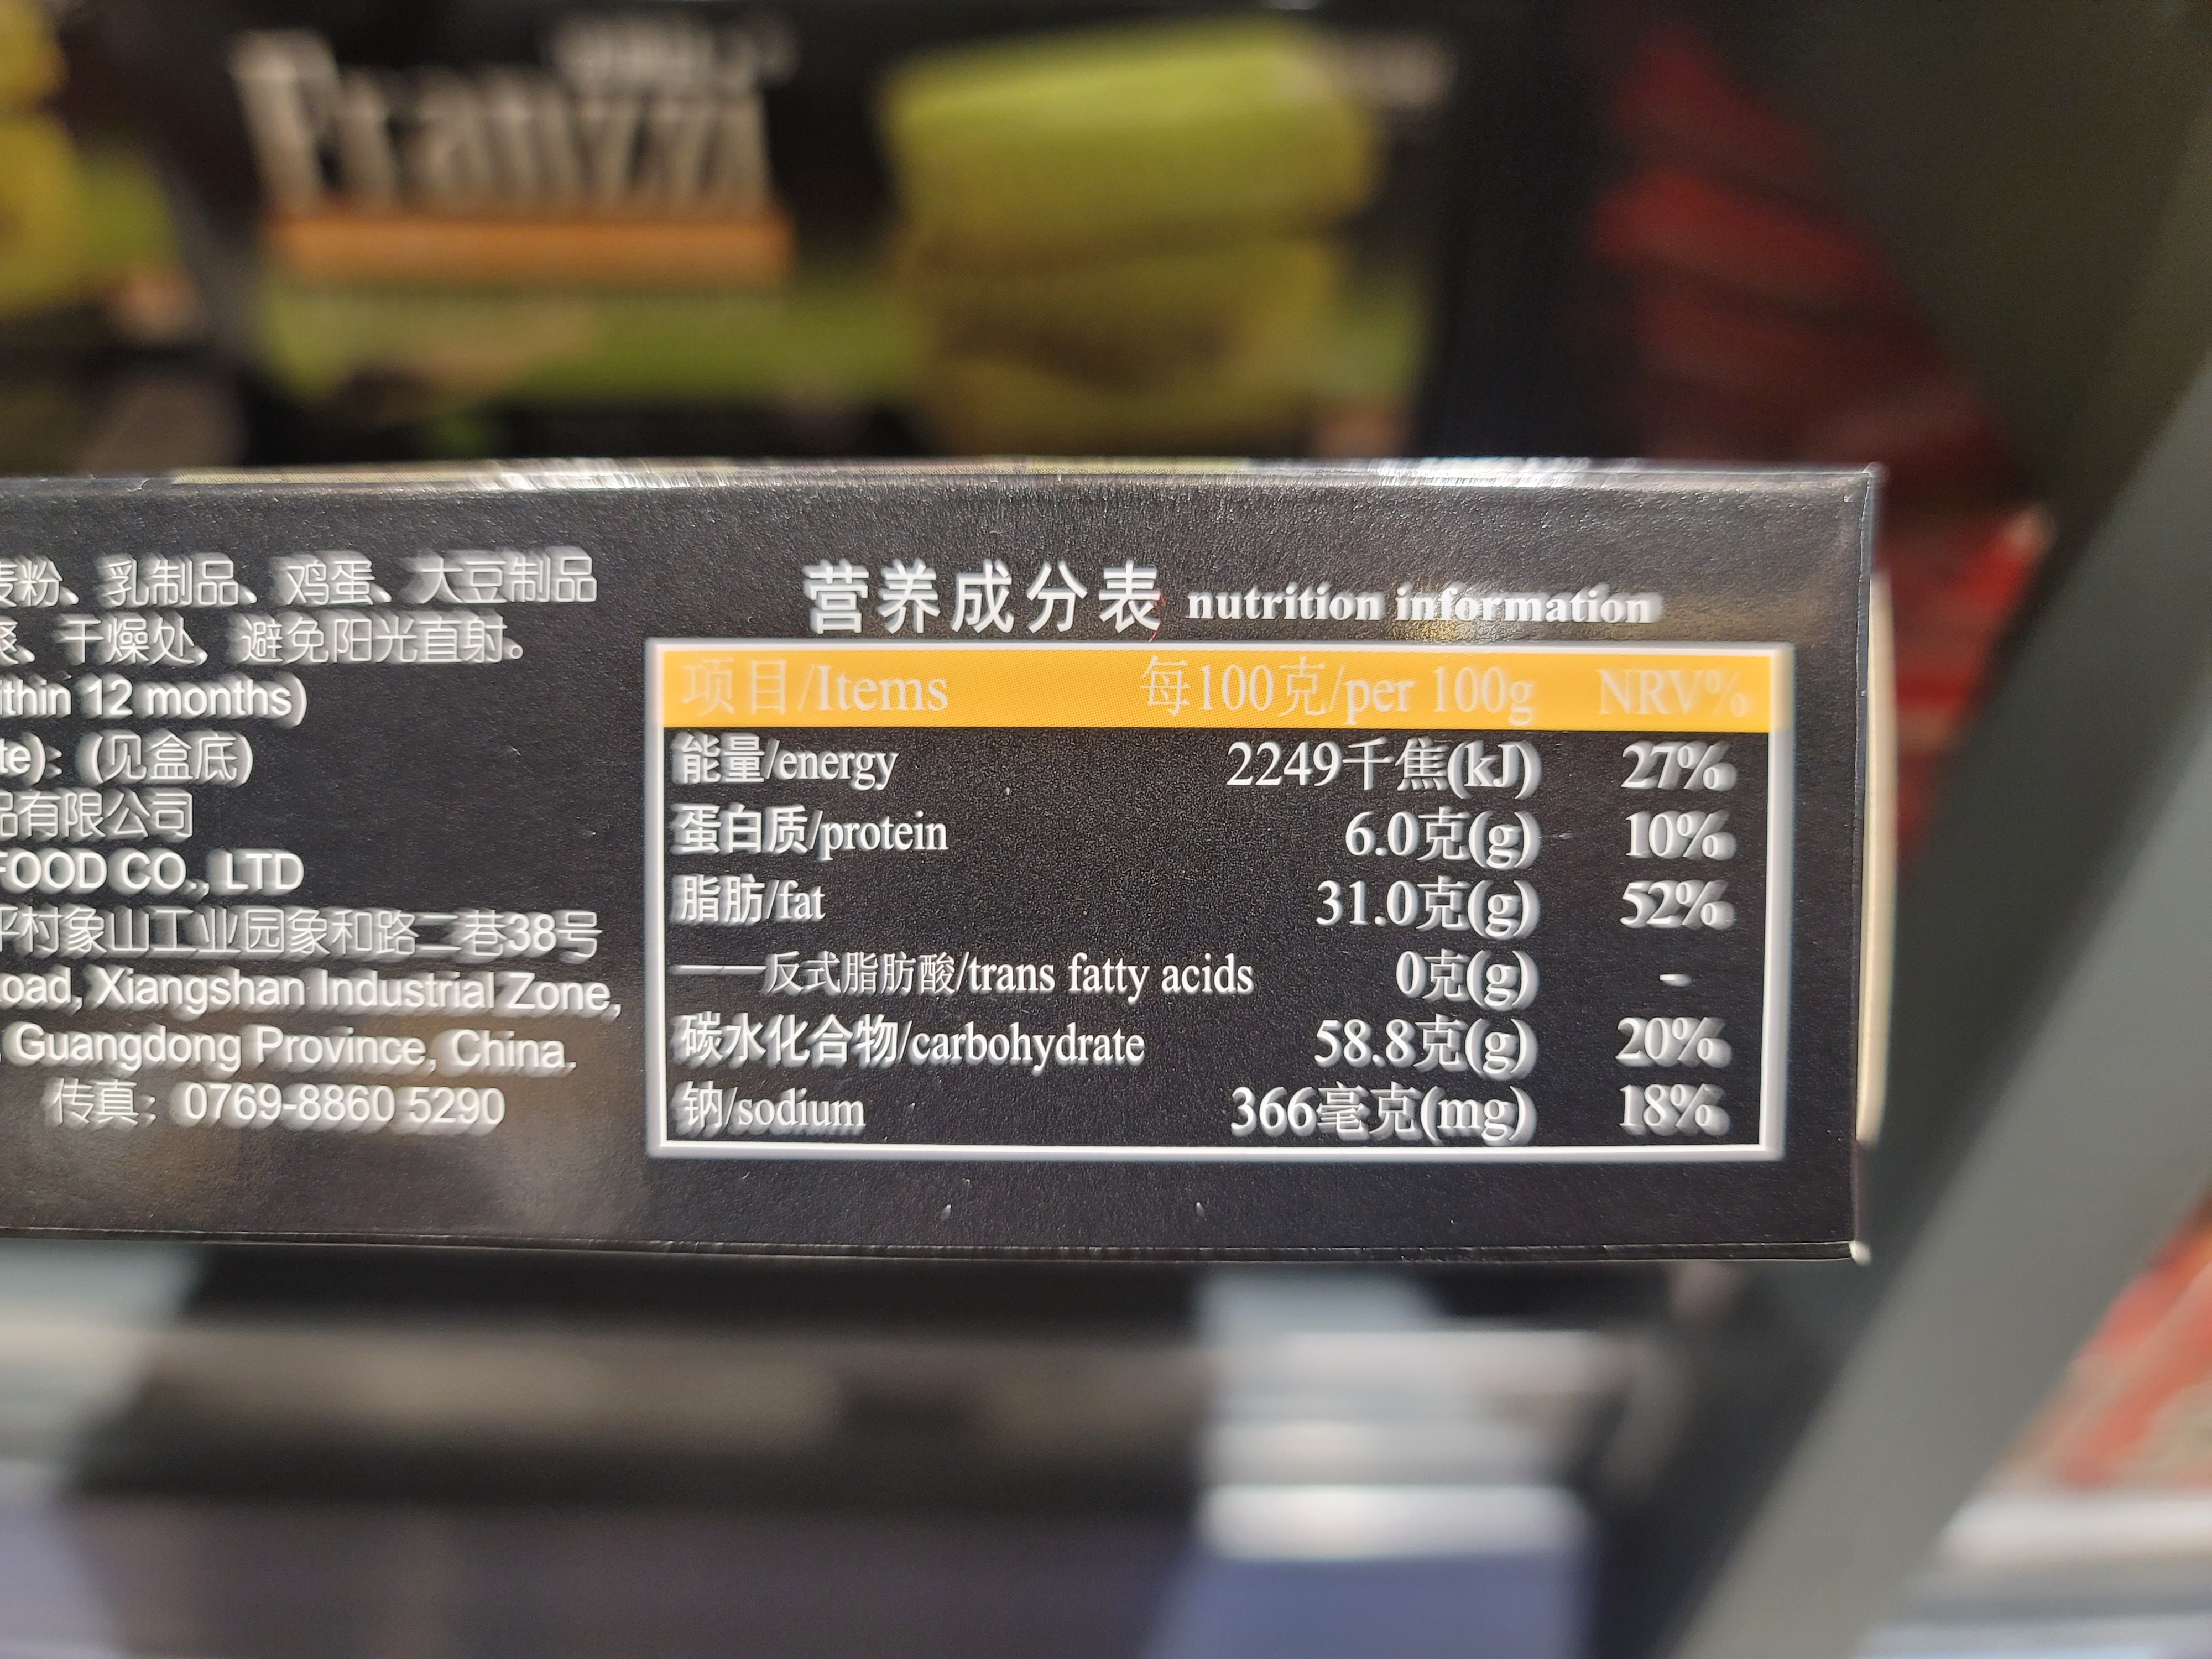 Franzzi
麦粉、乳制品、鸡蛋、大豆制品
、干燥处，避免阳光直射。
ithin 12 months)
te): (见盒底)
品有限公司
FOOD CO., LTD
平村象山工业园象和路二巷38号
oad, Xiangshan Industrial Zone,
Guangdong Province, China.
传真: 0769-8860 5290
营养成分表 nutrition information
项目/Items 每100克/per 100g NRV%
能量/energy 2249千焦(kJ) 27%
蛋白质/protein 6.0克(g) 10%
脂肪/fat 31.0克(g) 52%
——反式脂肪酸/trans fatty acids 0克(g) -
碳水化合物/carbohydrate 58.8克(g) 20%
钠/sodium 366毫克(mg) 18%